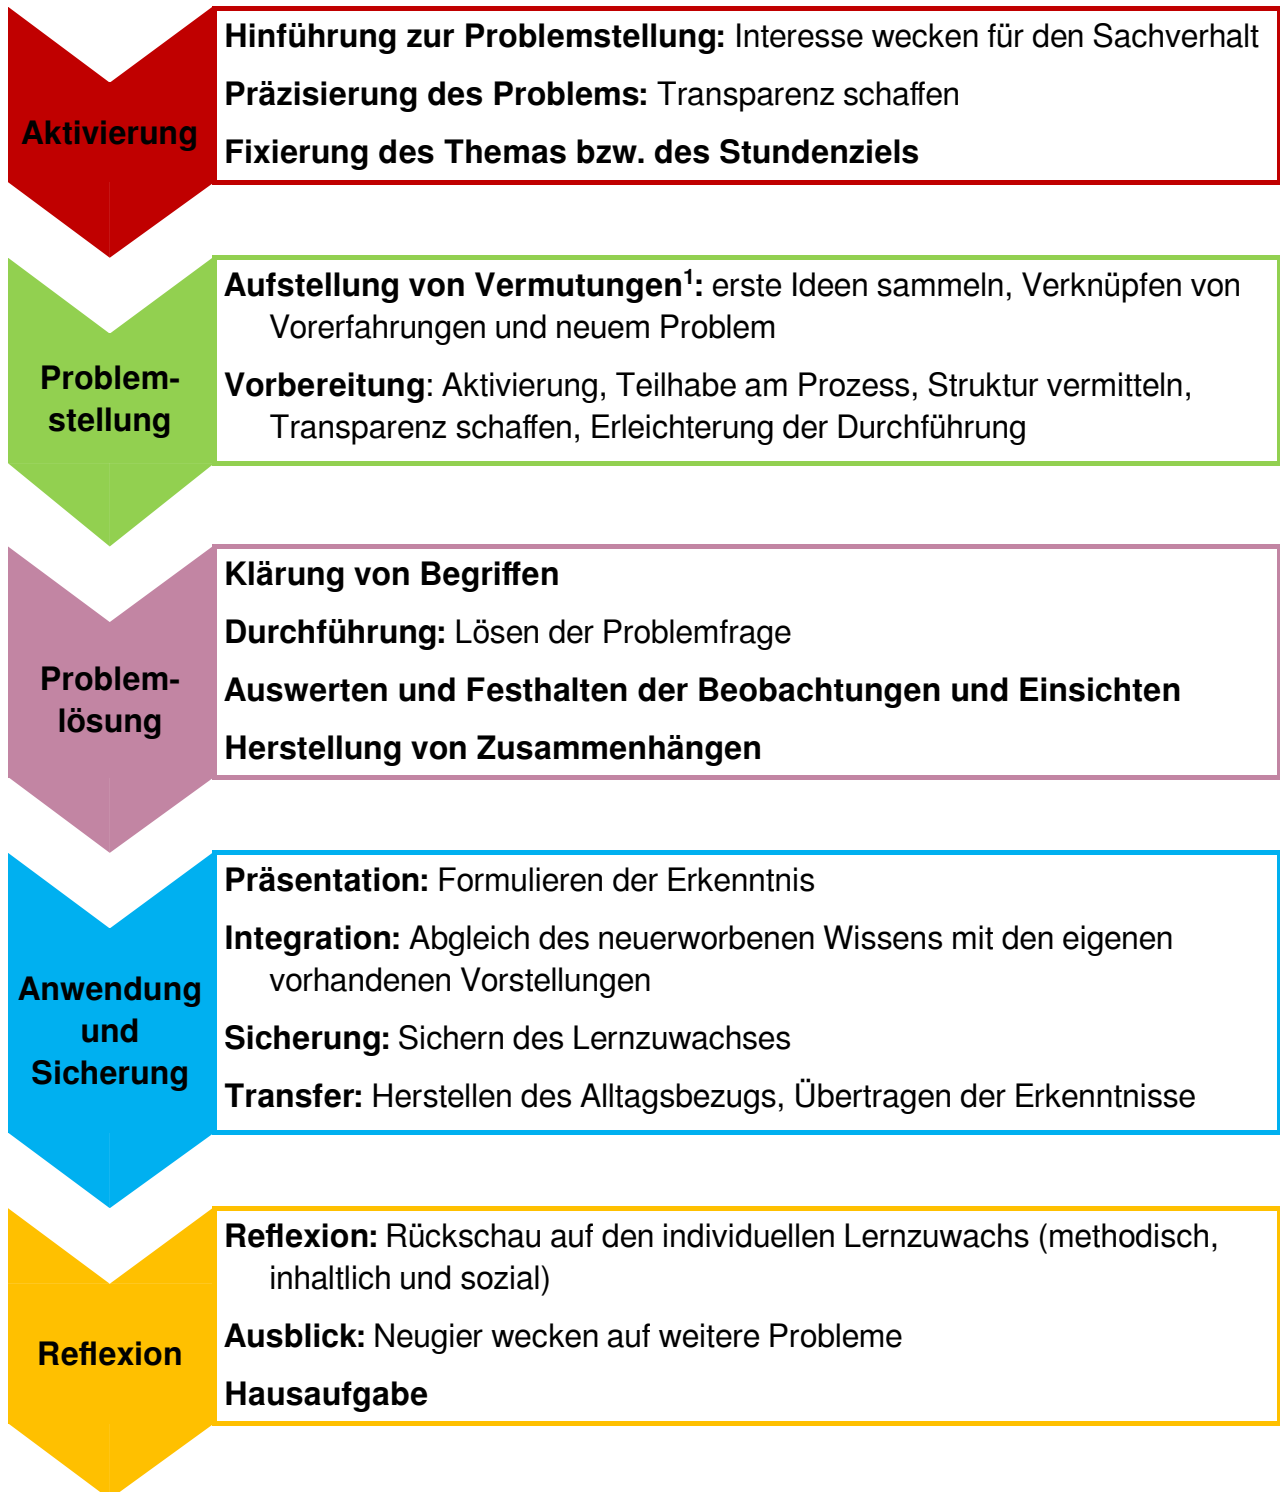 Aktivierung
Hinführung zur Problemstellung: Interesse wecken für den Sachverhalt
Präzisierung des Problems: Transparenz schaffen
Fixierung des Themas bzw. des Stundenziels
Problem-
stellung
Aufstellung von Vermutungen¹: erste Ideen sammeln, Verknüpfen von
Vorerfahrungen und neuem Problem
Vorbereitung: Aktivierung, Teilhabe am Prozess, Struktur vermitteln,
Transparenz schaffen, Erleichterung der Durchführung
Problem-
lösung
Klärung von Begriffen
Durchführung: Lösen der Problemfrage
Auswerten und Festhalten der Beobachtungen und Einsichten
Herstellung von Zusammenhängen
Anwendung
und
Sicherung
Präsentation: Formulieren der Erkenntnis
Integration: Abgleich des neuerworbenen Wissens mit den eigenen
vorhandenen Vorstellungen
Sicherung: Sichern des Lernzuwachses
Transfer: Herstellen des Alltagsbezugs, Übertragen der Erkenntnisse
Reflexion
Reflexion: Rückschau auf den individuellen Lernzuwachs (methodisch,
inhaltlich und sozial)
Ausblick: Neugier wecken auf weitere Probleme
Hausaufgabe